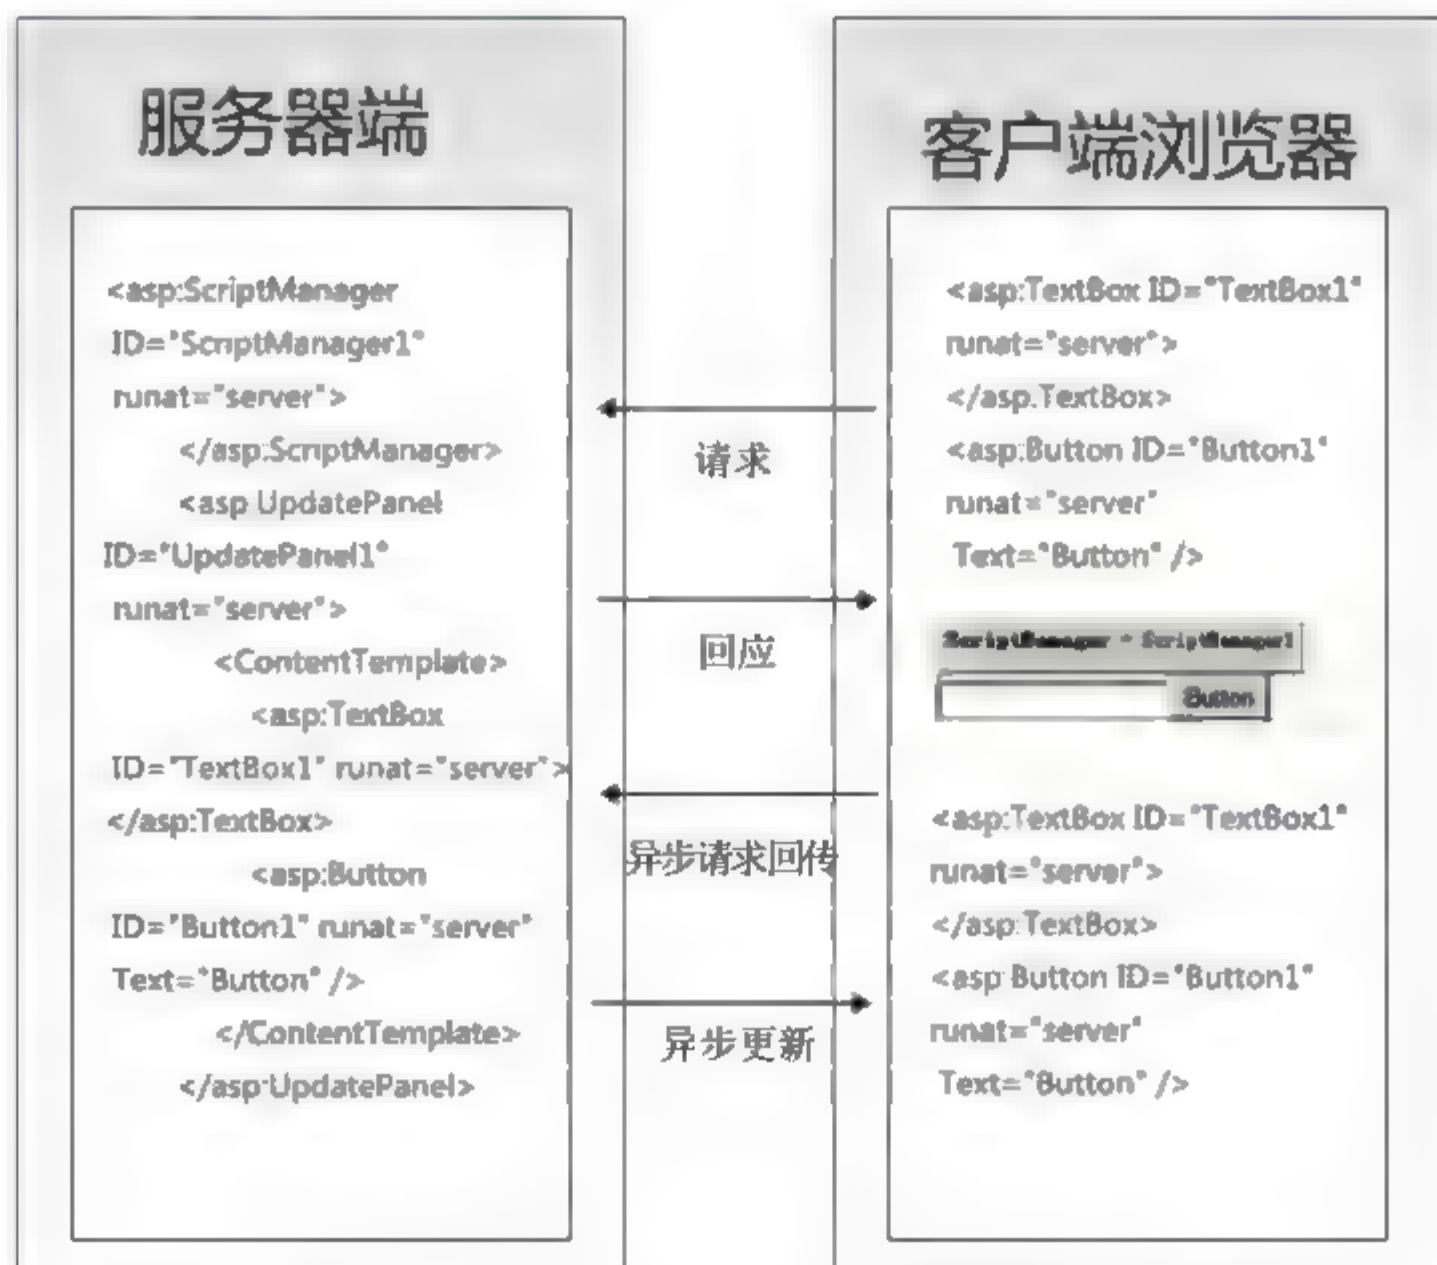 服务器端
<asp:ScriptManager
ID="ScriptManager1"
runat="server">
</asp:ScriptManager>
<asp:UpdatePanel
ID="UpdatePanel1"
runat="server">
<ContentTemplate>
<asp:TextBox
ID="TextBox1" runat="server">
</asp:TextBox>
<asp:Button
ID="Button1" runat="server"
Text="Button" />
</ContentTemplate>
</asp:UpdatePanel>
请求
回应
异步请求回传
异步更新
客户端浏览器
<asp:TextBox ID="TextBox1"
runat="server">
</asp:TextBox>
<asp:Button ID="Button1"
runat="server"
Text="Button" />
ScriptManager - ScriptManager1
Button
<asp:TextBox ID="TextBox1"
runat="server">
</asp:TextBox>
<asp:Button ID="Button1"
runat="server"
Text="Button" />